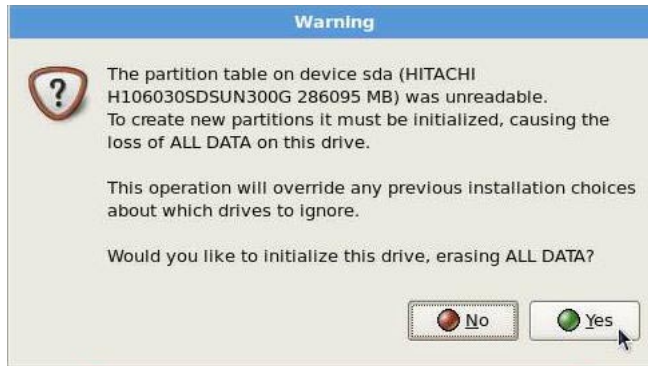 Warning
The partition table on device sda (HITACHI
H106030SDSUN300G 286095 MB) was unreadable.
To create new partitions it must be initialized, causing the
loss of ALL DATA on this drive.
This operation will override any previous installation choices
about which drives to ignore.
Would you like to initialize this drive, erasing ALL DATA?
No Yes